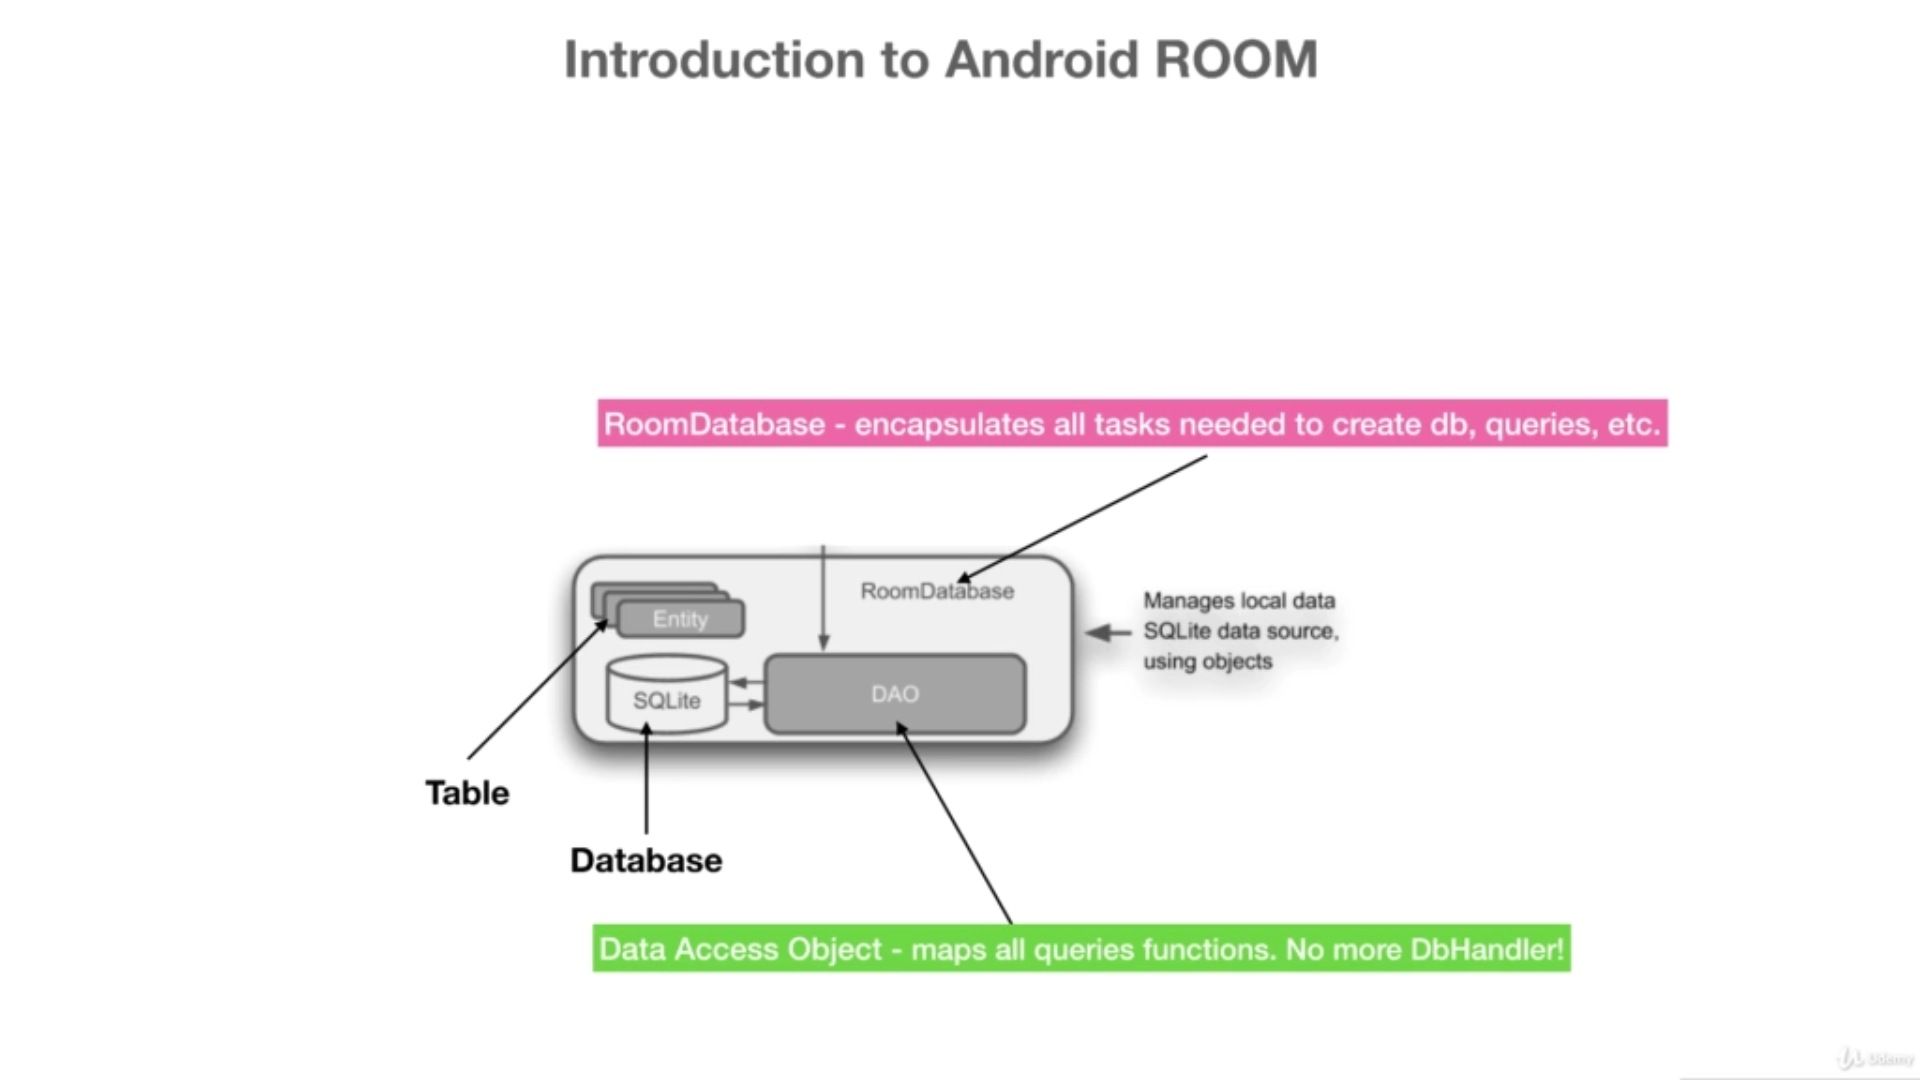 Introduction to Android ROOM
RoomDatabase - encapsulates all tasks needed to create db, queries, etc.
RoomDatabase
Entity
Manages local data
SQLite data source,
using objects
SQLite
DAO
Table
Database
Data Access Object - maps all queries functions. No more DbHandler!
Udemy